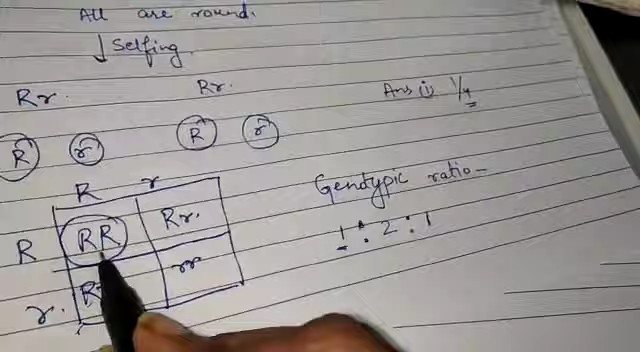 All are round.
↓ Selfing.
Rr. Rr.
Ans (i) 1/4
R r R r
Genotypic ratio-
R r
R RR Rr.
1 : 2 : 1
r. R rr